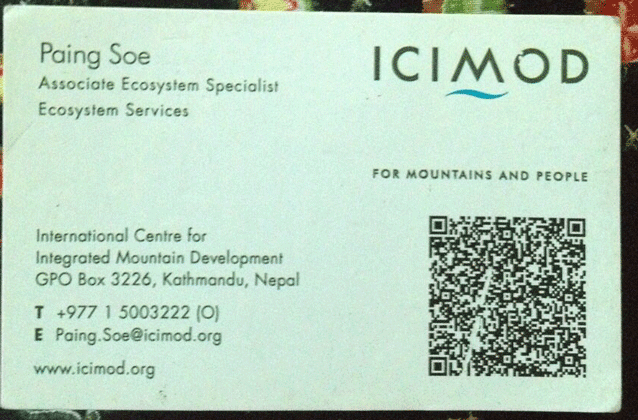 Paing Soe
Associate Ecosystem Specialist
Ecosystem Services
ICIMOD
FOR MOUNTAINS AND PEOPLE
International Centre for
Integrated Mountain Development
GPO Box 3226, Kathmandu, Nepal
T +977 1 5003222 (O)
E Paing.Soe@icimod.org
www.icimod.org